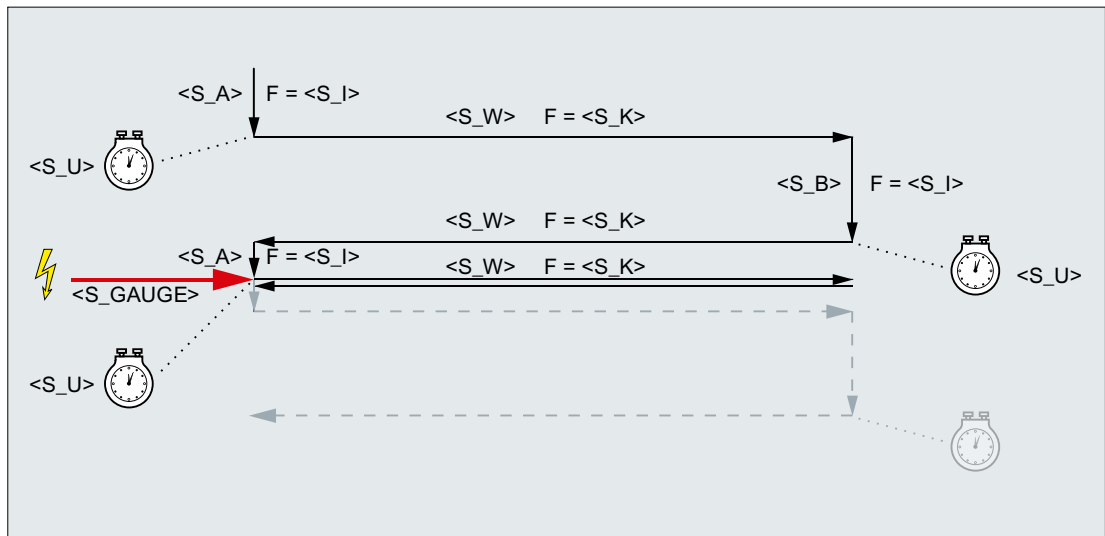 <S_A> F = <S_I>
<S_W> F = <S_K>
<S_U>
<S_B> F = <S_I>
<S_W> F = <S_K>
<S_A> F = <S_I>
<S_W> F = <S_K>
<S_U>
<S_GAUGE>
<S_U>